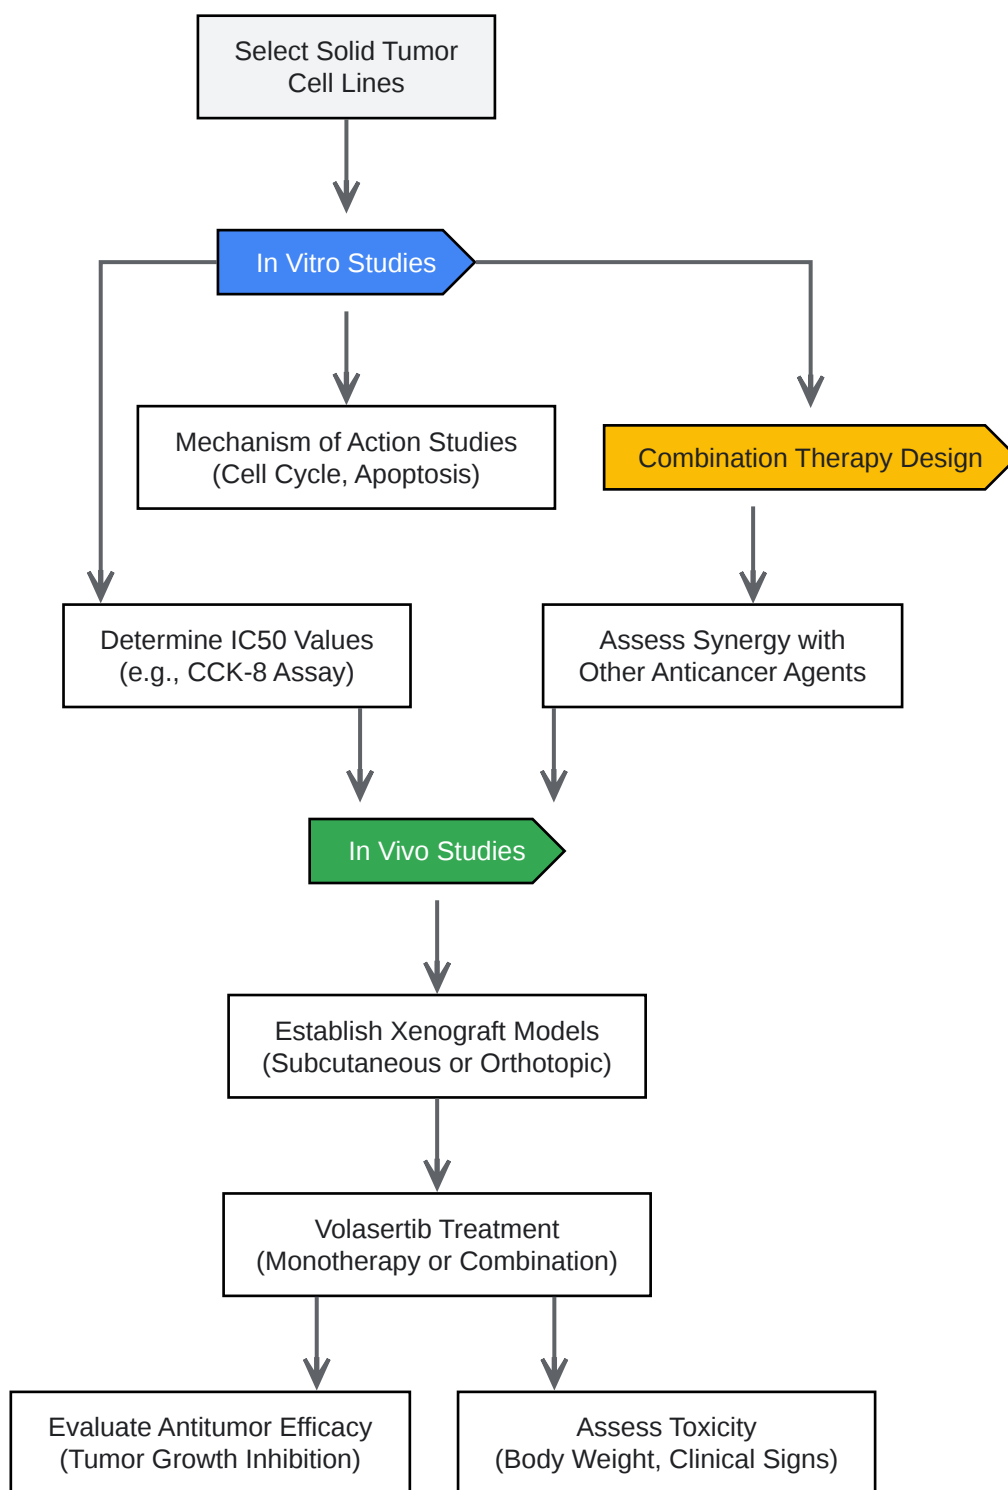 Select Solid Tumor
Cell Lines
In Vitro Studies
Mechanism of Action Studies
(Cell Cycle, Apoptosis)
Combination Therapy Design
Determine IC50 Values
(e.g., CCK-8 Assay)
Assess Synergy with
Other Anticancer Agents
In Vivo Studies
Establish Xenograft Models
(Subcutaneous or Orthotopic)
Volasertib Treatment
(Monotherapy or Combination)
Evaluate Antitumor Efficacy
(Tumor Growth Inhibition)
Assess Toxicity
(Body Weight, Clinical Signs)